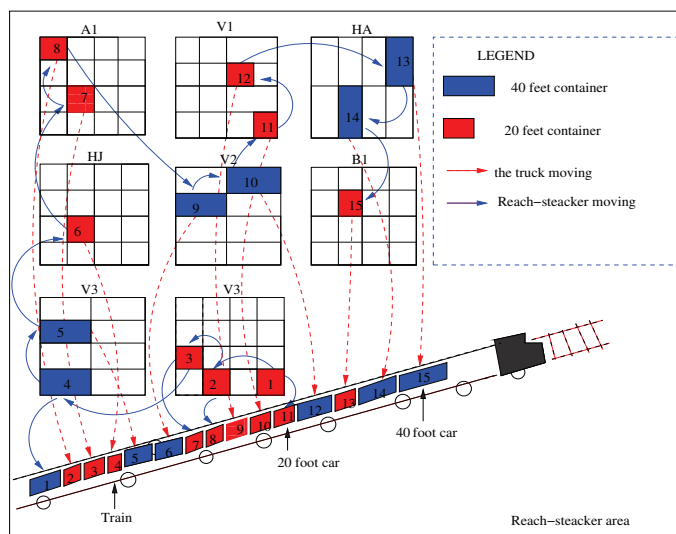 A1
V1
HA
LEGEND
8
7
12
11
13
14
40 feet container
20 feet container
HJ
V2
B1
6
10
9
15
the truck moving
Reach-steacker moving
V3
V3
5
4
3
2
1
1
2
3
4
5
6
7
8
9
10
11
12
13
14
15
40 foot car
20 foot car
Train
Reach-steacker area